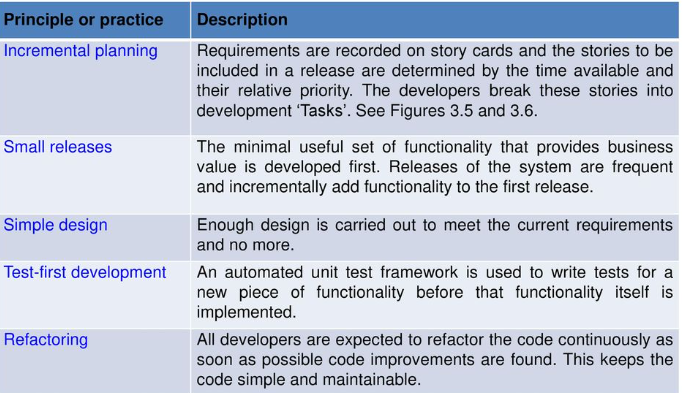 Principle or practice Description
Incremental planning Requirements are recorded on story cards and the stories to be
included in a release are determined by the time available and
their relative priority. The developers break these stories into
development ‘Tasks’. See Figures 3.5 and 3.6.
Small releases The minimal useful set of functionality that provides business
value is developed first. Releases of the system are frequent
and incrementally add functionality to the first release.
Simple design Enough design is carried out to meet the current requirements
and no more.
Test-first development An automated unit test framework is used to write tests for a
new piece of functionality before that functionality itself is
implemented.
Refactoring All developers are expected to refactor the code continuously as
soon as possible code improvements are found. This keeps the
code simple and maintainable.